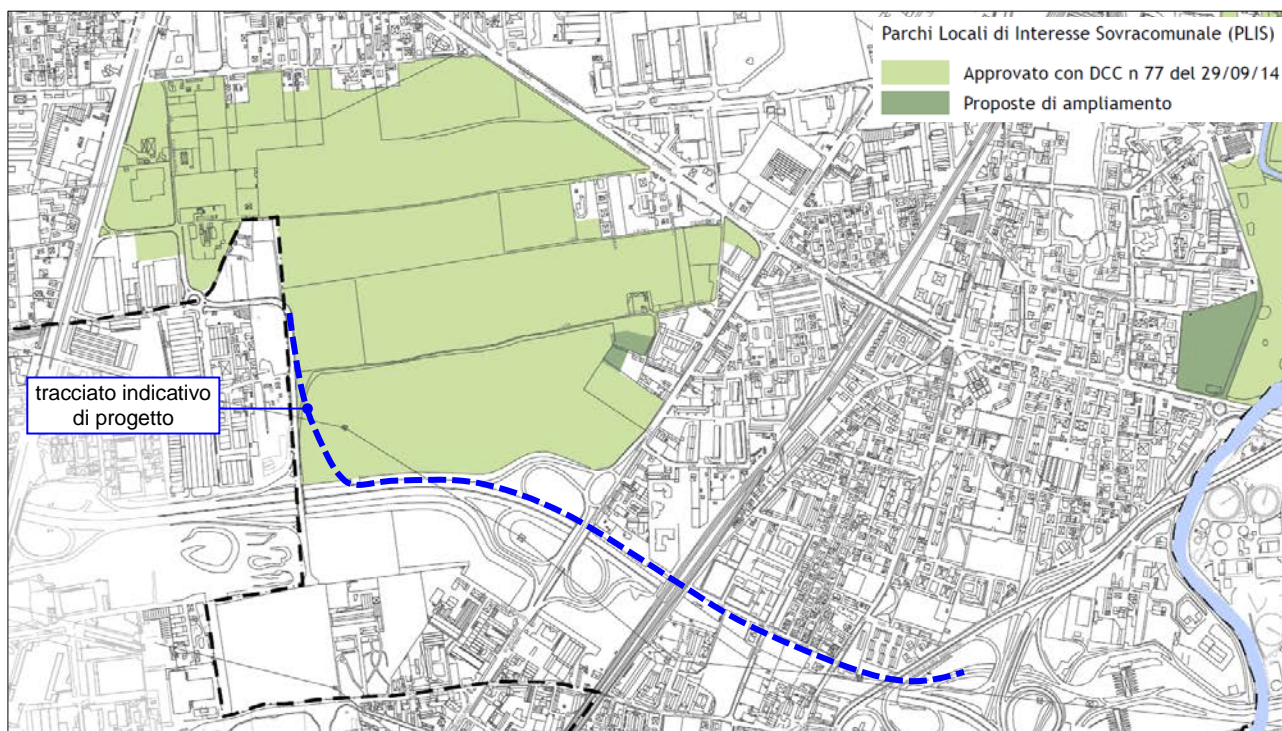 Parchi Locali di Interesse Sovracomunale (PLIS)
Approvato con DCC n 77 del 29/09/14
Proposte di ampliamento
tracciato indicativo
di progetto